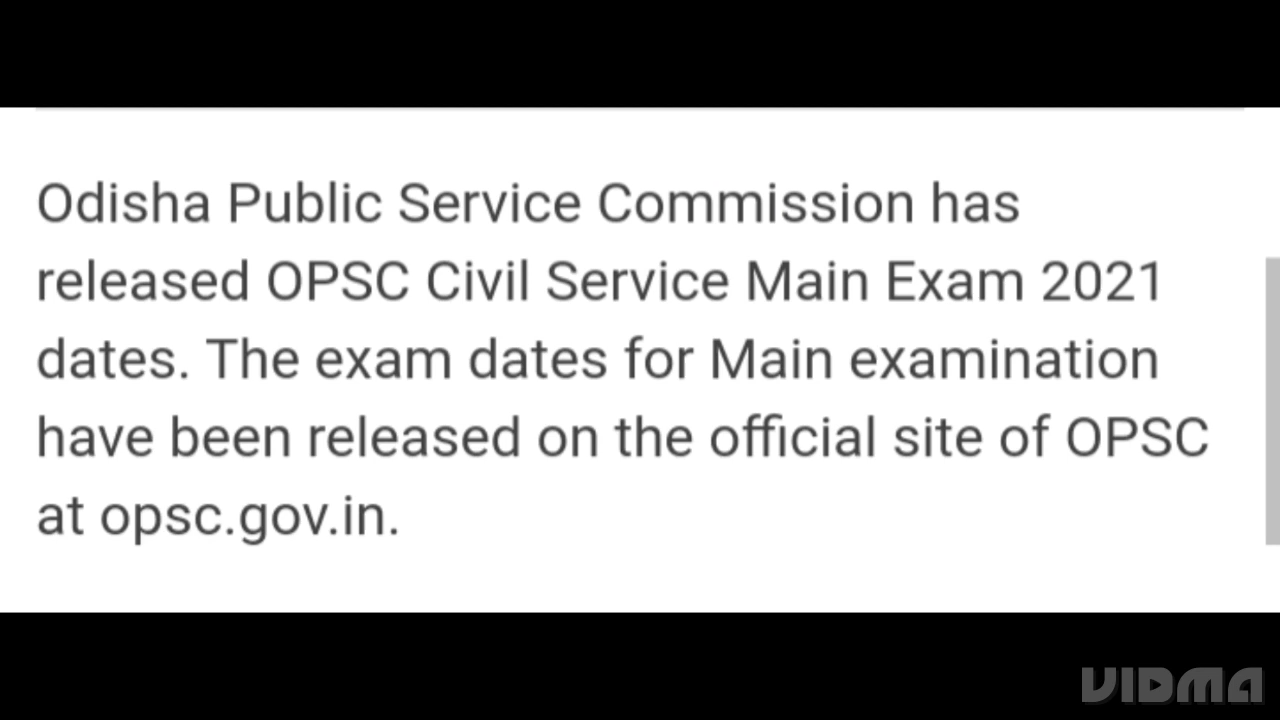 Odisha Public Service Commission has
released OPSC Civil Service Main Exam 2021
dates. The exam dates for Main examination
have been released on the official site of OPSC
at opsc.gov.in.
VIDMA